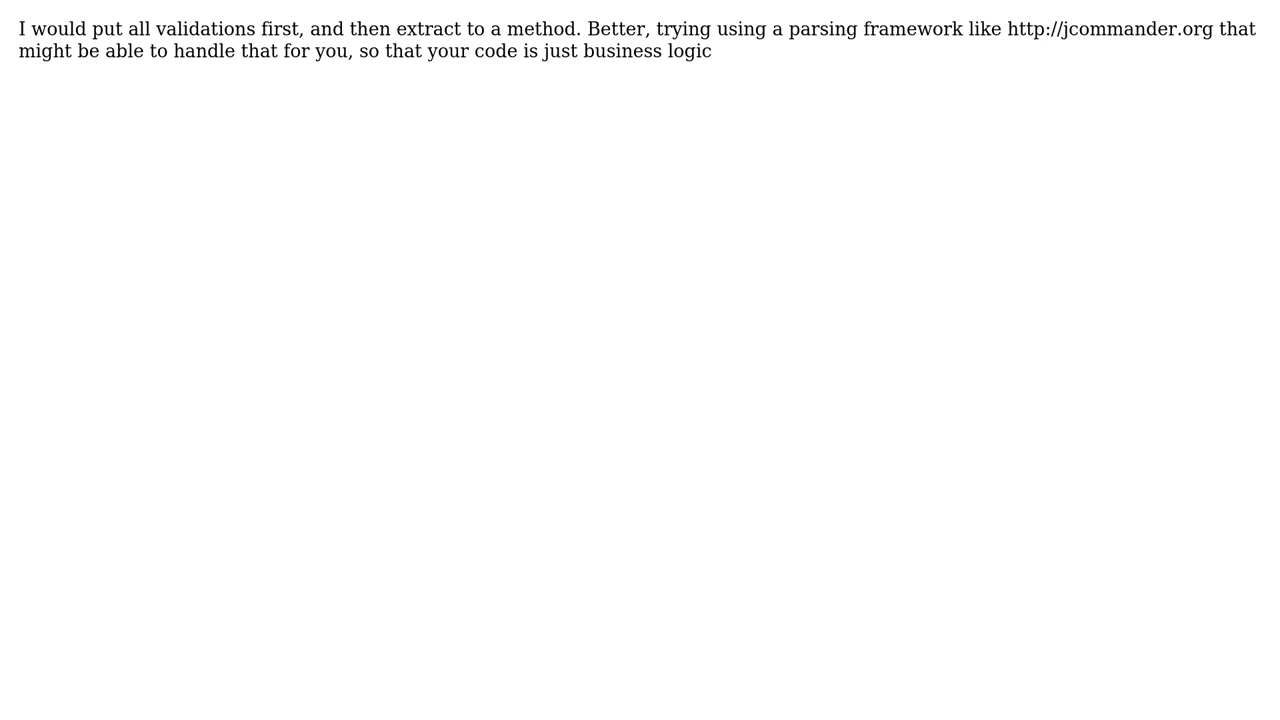 I would put all validations first, and then extract to a method. Better, trying using a parsing framework like http://jcommander.org that
might be able to handle that for you, so that your code is just business logic